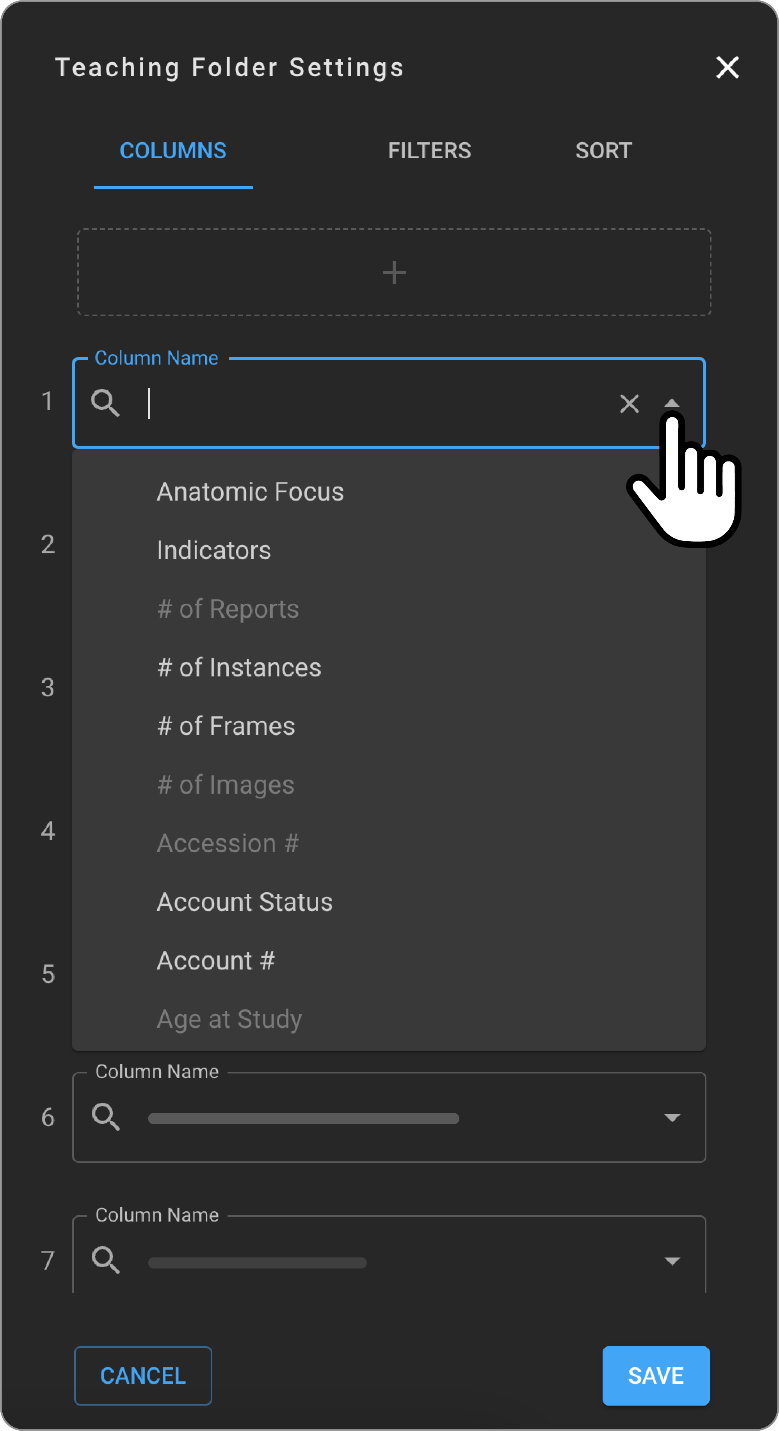 Teaching Folder Settings
COLUMNS FILTERS SORT
Column Name
1
Anatomic Focus
2
Indicators
# of Reports
# of Instances
3
# of Frames
# of Images
4
Accession #
Account Status
Account #
5
Age at Study
Column Name
6
Column Name
7
CANCEL SAVE